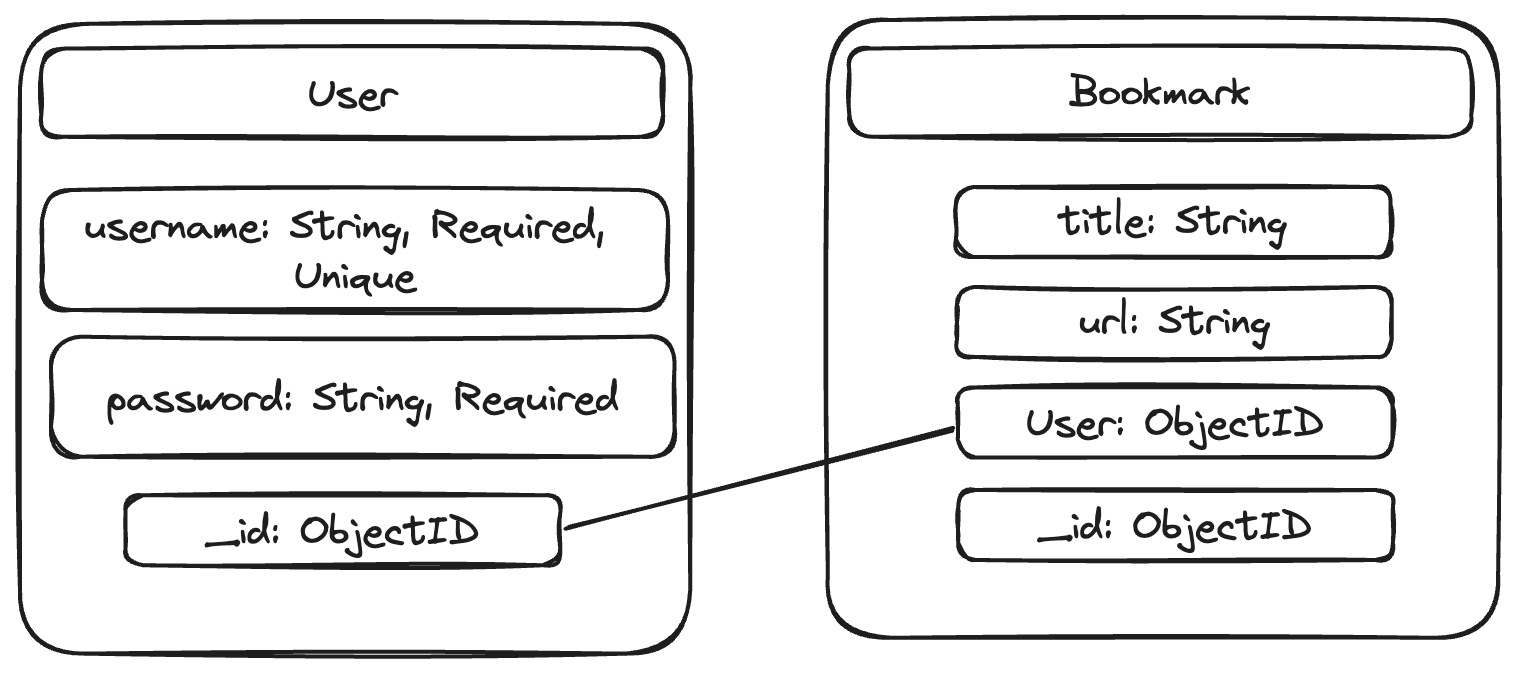 User
username: String, Required,
Unique
password: String, Required
_id: ObjectID
Bookmark
title: String
url: String
User: ObjectID
_id: ObjectID